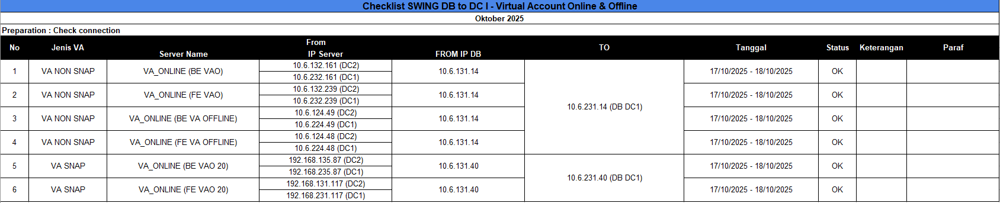 Checklist SWING DB to DC I - Virtual Account Online & Offline
Oktober 2025
Preparation : Check connection
No Jenis VA From TO Tanggal Status Keterangan Paraf
Server Name IP Server FROM IP DB
1 VA NON SNAP VA_ONLINE (BE VAO) 10.6.132.161 (DC2) 10.6.131.14 10.6.231.14 (DB DC1) 17/10/2025 - 18/10/2025 OK
10.6.232.161 (DC1)
2 VA NON SNAP VA_ONLINE (FE VAO) 10.6.132.239 (DC2) 10.6.131.14 17/10/2025 - 18/10/2025 OK
10.6.232.239 (DC1)
3 VA NON SNAP VA_ONLINE (BE VA OFFLINE) 10.6.124.49 (DC2) 10.6.131.14 17/10/2025 - 18/10/2025 OK
10.6.224.49 (DC1)
4 VA NON SNAP VA_ONLINE (FE VA OFFLINE) 10.6.124.48 (DC2) 10.6.131.14 17/10/2025 - 18/10/2025 OK
10.6.224.48 (DC1)
5 VA SNAP VA_ONLINE (BE VAO 20) 192.168.135.87 (DC2) 10.6.131.40 10.6.231.40 (DB DC1) 17/10/2025 - 18/10/2025 OK
192.168.235.87 (DC1)
6 VA SNAP VA_ONLINE (FE VAO 20) 192.168.131.117 (DC2) 10.6.131.40 17/10/2025 - 18/10/2025 OK
192.168.231.117 (DC1)